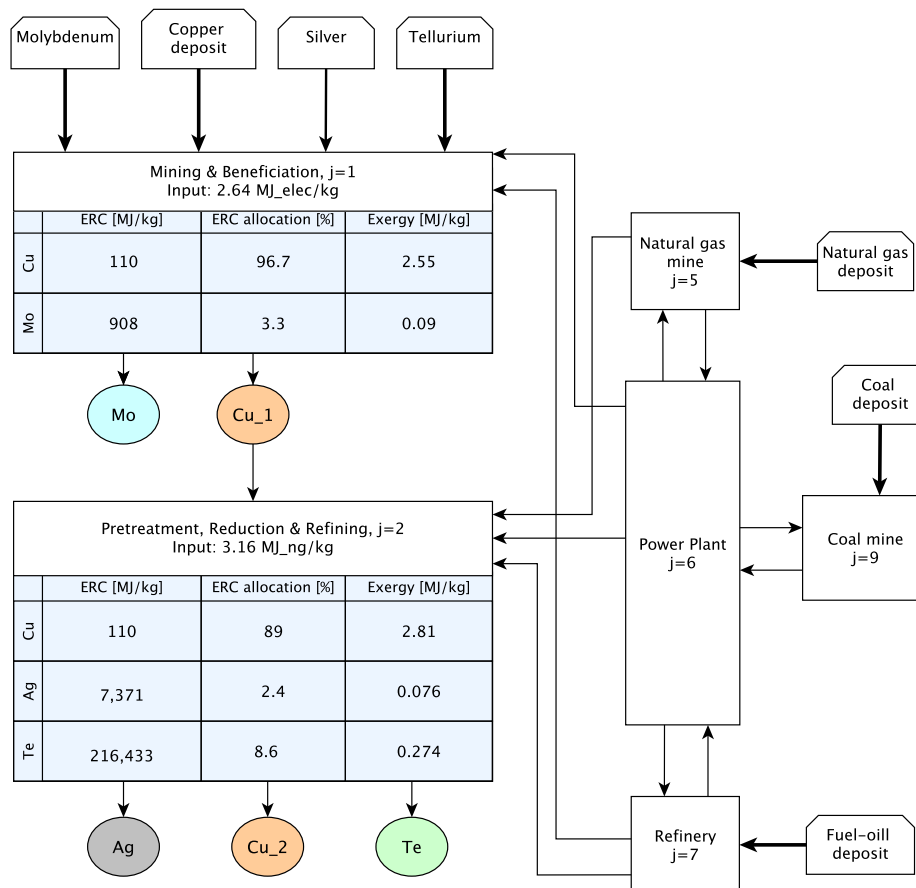 Molybdenum
Copper
deposit
Silver
Tellurium
Mining & Beneficiation, j=1
Input: 2.64 MJ_elec/kg
ERC [MJ/kg]
ERC allocation [%]
Exergy [MJ/kg]
Cu
110
96.7
2.55
Mo
908
3.3
0.09
Mo
Cu_1
Pretreatment, Reduction & Refining, j=2
Input: 3.16 MJ_ng/kg
ERC [MJ/kg]
ERC allocation [%]
Exergy [MJ/kg]
Cu
110
89
2.81
Ag
7,371
2.4
0.076
Te
216,433
8.6
0.274
Ag
Cu_2
Te
Natural gas
mine
j=5
Natural gas
deposit
Coal
deposit
Power Plant
j=6
Coal mine
j=9
Refinery
j=7
Fuel-oill
deposit